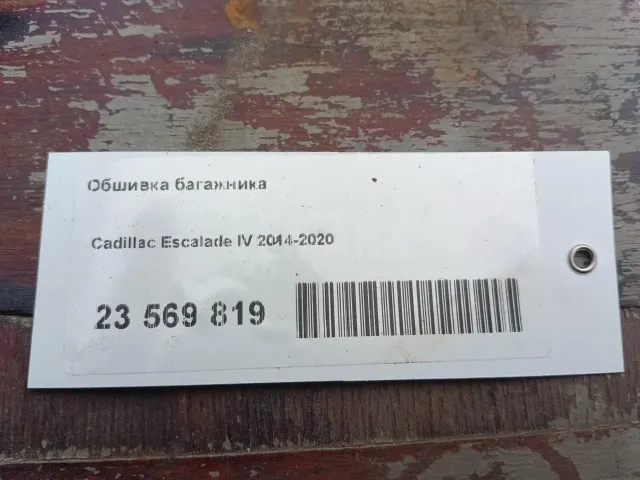 Обшивка багажника
Cadillac Escalade IV 2014-2020
23 569 819